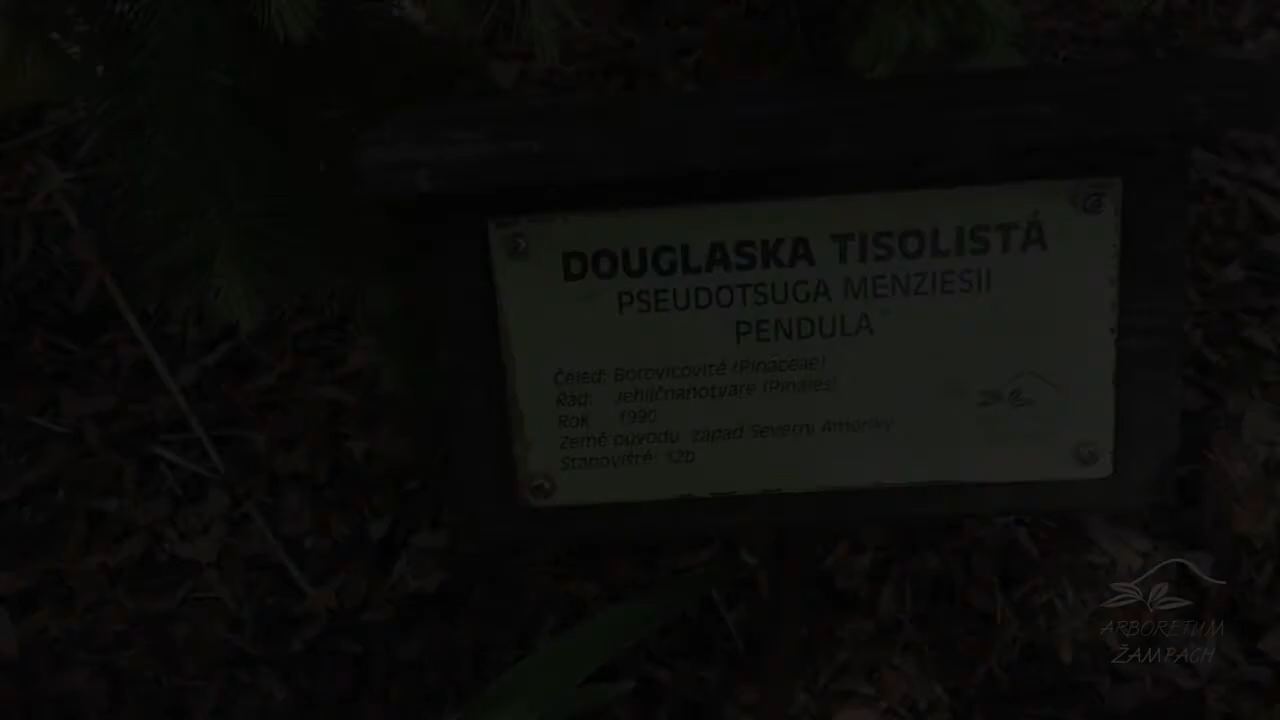 DOUGLASKA TISOLISTÁ
PSEUDOTSUGA MENZIESII
PENDULA
Čeleď: Borovicovité (Pinaceae)
Řád: Jehličnanotvaré (Pinales)
Rok 1990
Země původu: západ Severní Ameriky
Stanoviště: 12b
ARBORETUM
ŽAMPACH